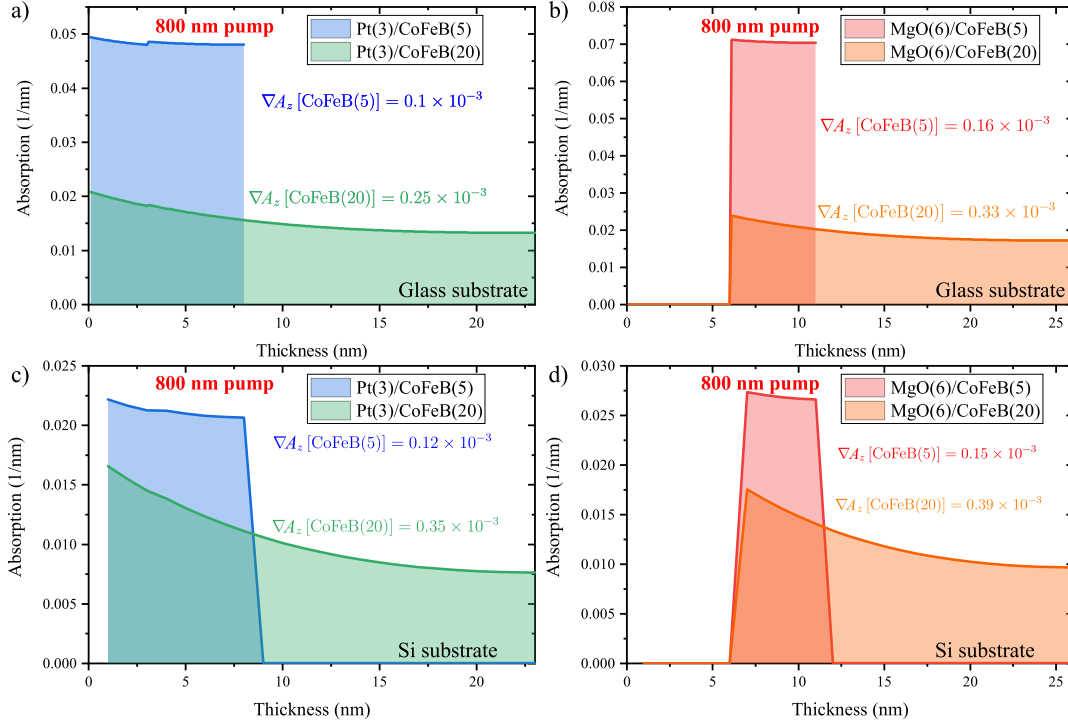 a)
800 nm pump
Pt(3)/CoFeB(5)
Pt(3)/CoFeB(20)
∇A_z [CoFeB(5)] = 0.1 × 10⁻³
∇A_z [CoFeB(20)] = 0.25 × 10⁻³
Glass substrate
Absorption (1/nm)
0.05
0.04
0.03
0.02
0.01
0.00
0 5 10 15 20
Thickness (nm)
b)
800 nm pump
MgO(6)/CoFeB(5)
MgO(6)/CoFeB(20)
∇A_z [CoFeB(5)] = 0.16 × 10⁻³
∇A_z [CoFeB(20)] = 0.33 × 10⁻³
Glass substrate
Absorption (1/nm)
0.08
0.07
0.06
0.05
0.04
0.03
0.02
0.01
0.00
0 5 10 15 20 25
Thickness (nm)
c)
800 nm pump
Pt(3)/CoFeB(5)
Pt(3)/CoFeB(20)
∇A_z [CoFeB(5)] = 0.12 × 10⁻³
∇A_z [CoFeB(20)] = 0.35 × 10⁻³
Si substrate
Absorption (1/nm)
0.025
0.020
0.015
0.010
0.005
0.000
0 5 10 15 20
Thickness (nm)
d)
800 nm pump
MgO(6)/CoFeB(5)
MgO(6)/CoFeB(20)
∇A_z [CoFeB(5)] = 0.15 × 10⁻³
∇A_z [CoFeB(20)] = 0.39 × 10⁻³
Si substrate
Absorption (1/nm)
0.030
0.025
0.020
0.015
0.010
0.005
0.000
0 5 10 15 20 25
Thickness (nm)